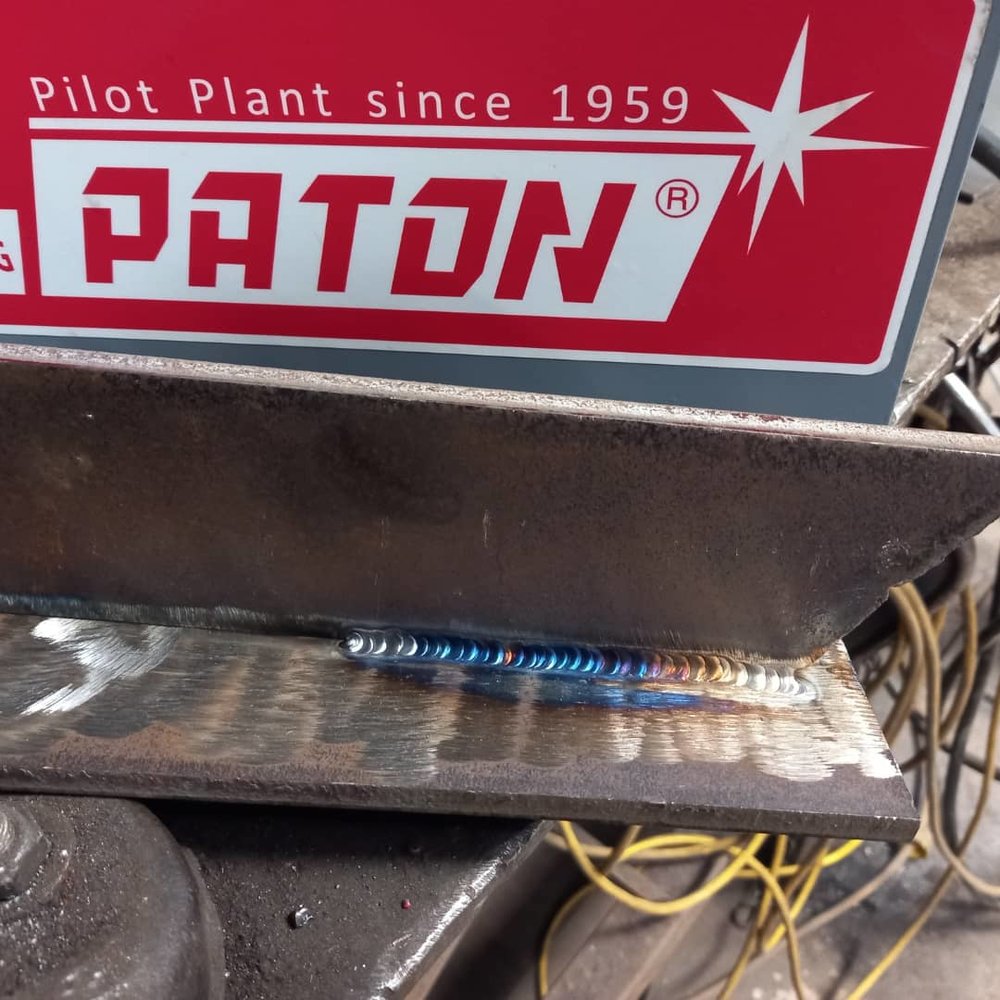 Pilot Plant since 1959
PATON®
G